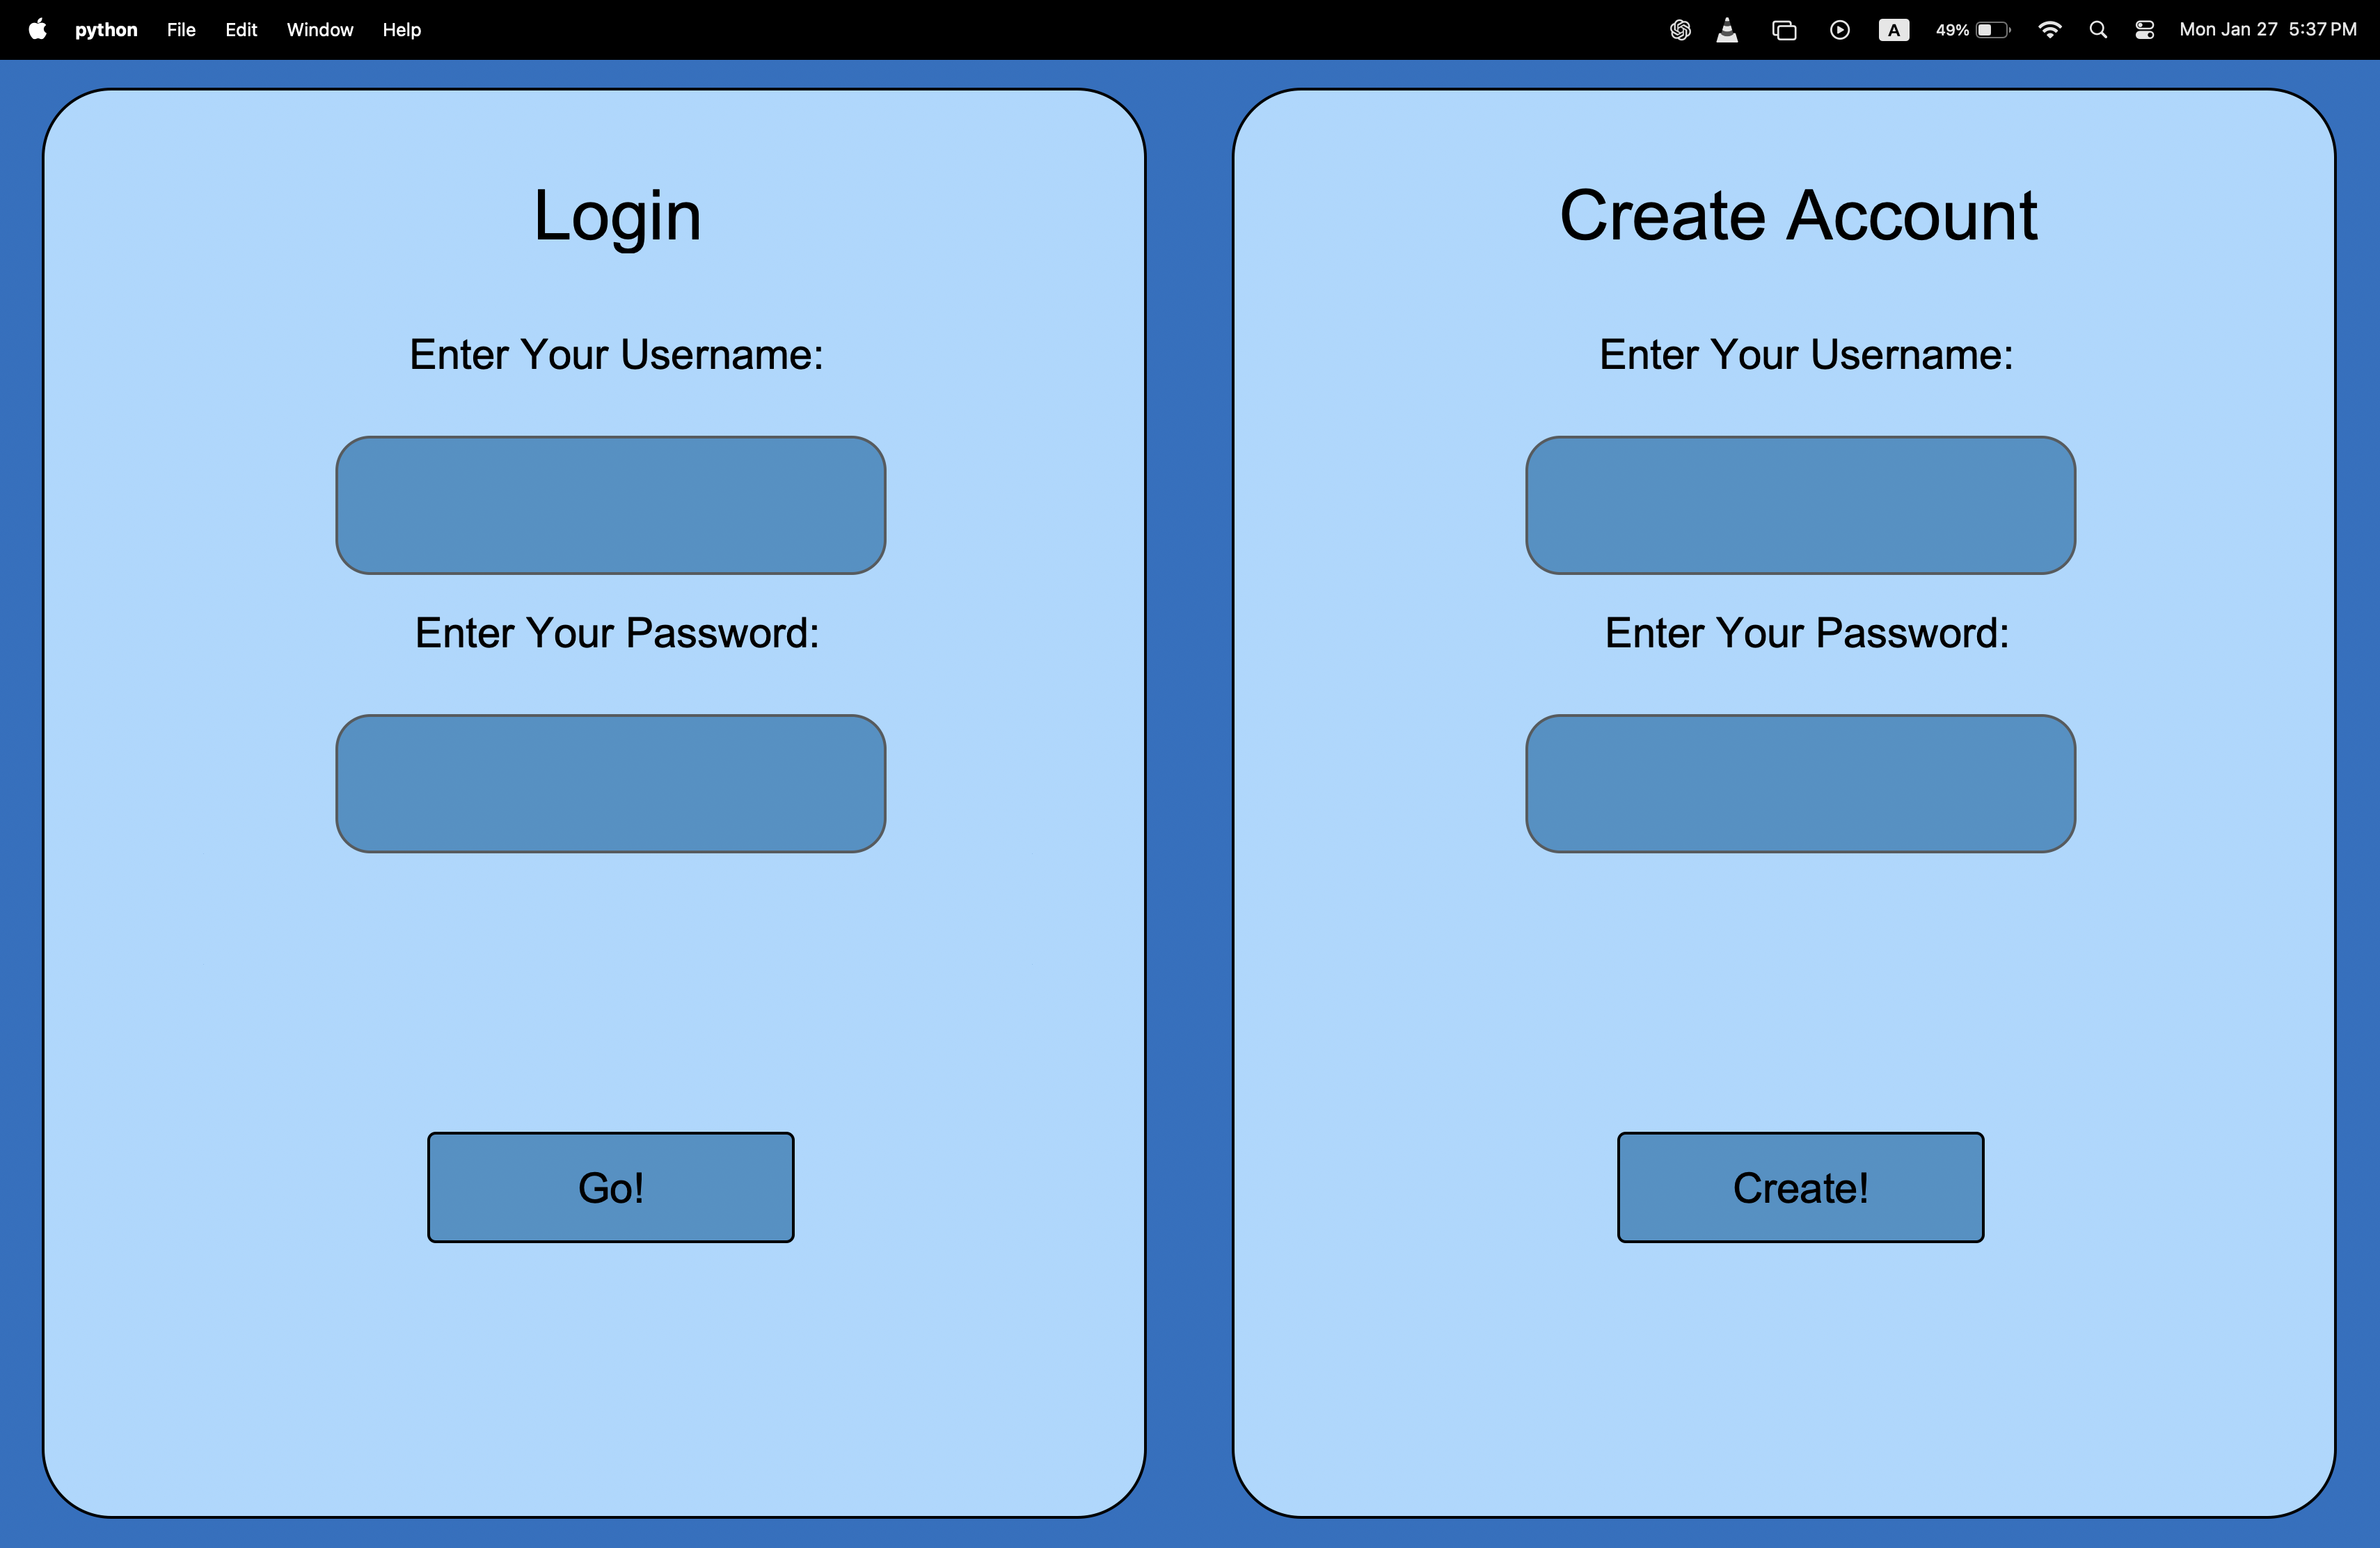 python File Edit Window Help A 49% Mon Jan 27 5:37 PM
Login
Enter Your Username:
Enter Your Password:
Go!
Create Account
Enter Your Username:
Enter Your Password:
Create!